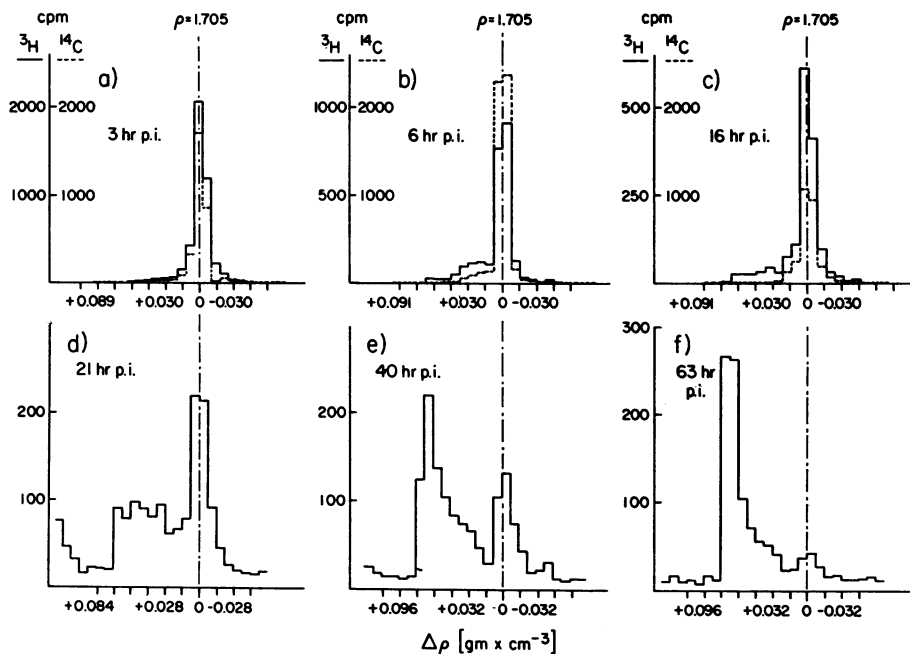 cpm ρ=1.705
³H ¹⁴C
a)
3 hr p.i.
2000 2000
1000 1000
+0.089 +0.030 0 -0.030
cpm ρ=1.705
³H ¹⁴C
b)
6 hr p.i.
1000 2000
500 1000
+0.091 +0.030 0 -0.030
cpm ρ=1.705
³H ¹⁴C
c)
16 hr p.i.
500 2000
250 1000
+0.091 +0.030 0 -0.030
d)
21 hr p.i.
200
100
+0.084 +0.028 0 -0.028
e)
40 hr p.i.
200
100
+0.096 +0.032 0 -0.032
f)
63 hr
p.i.
300
200
100
+0.096 +0.032 0 -0.032
Δρ [gm x cm⁻³]